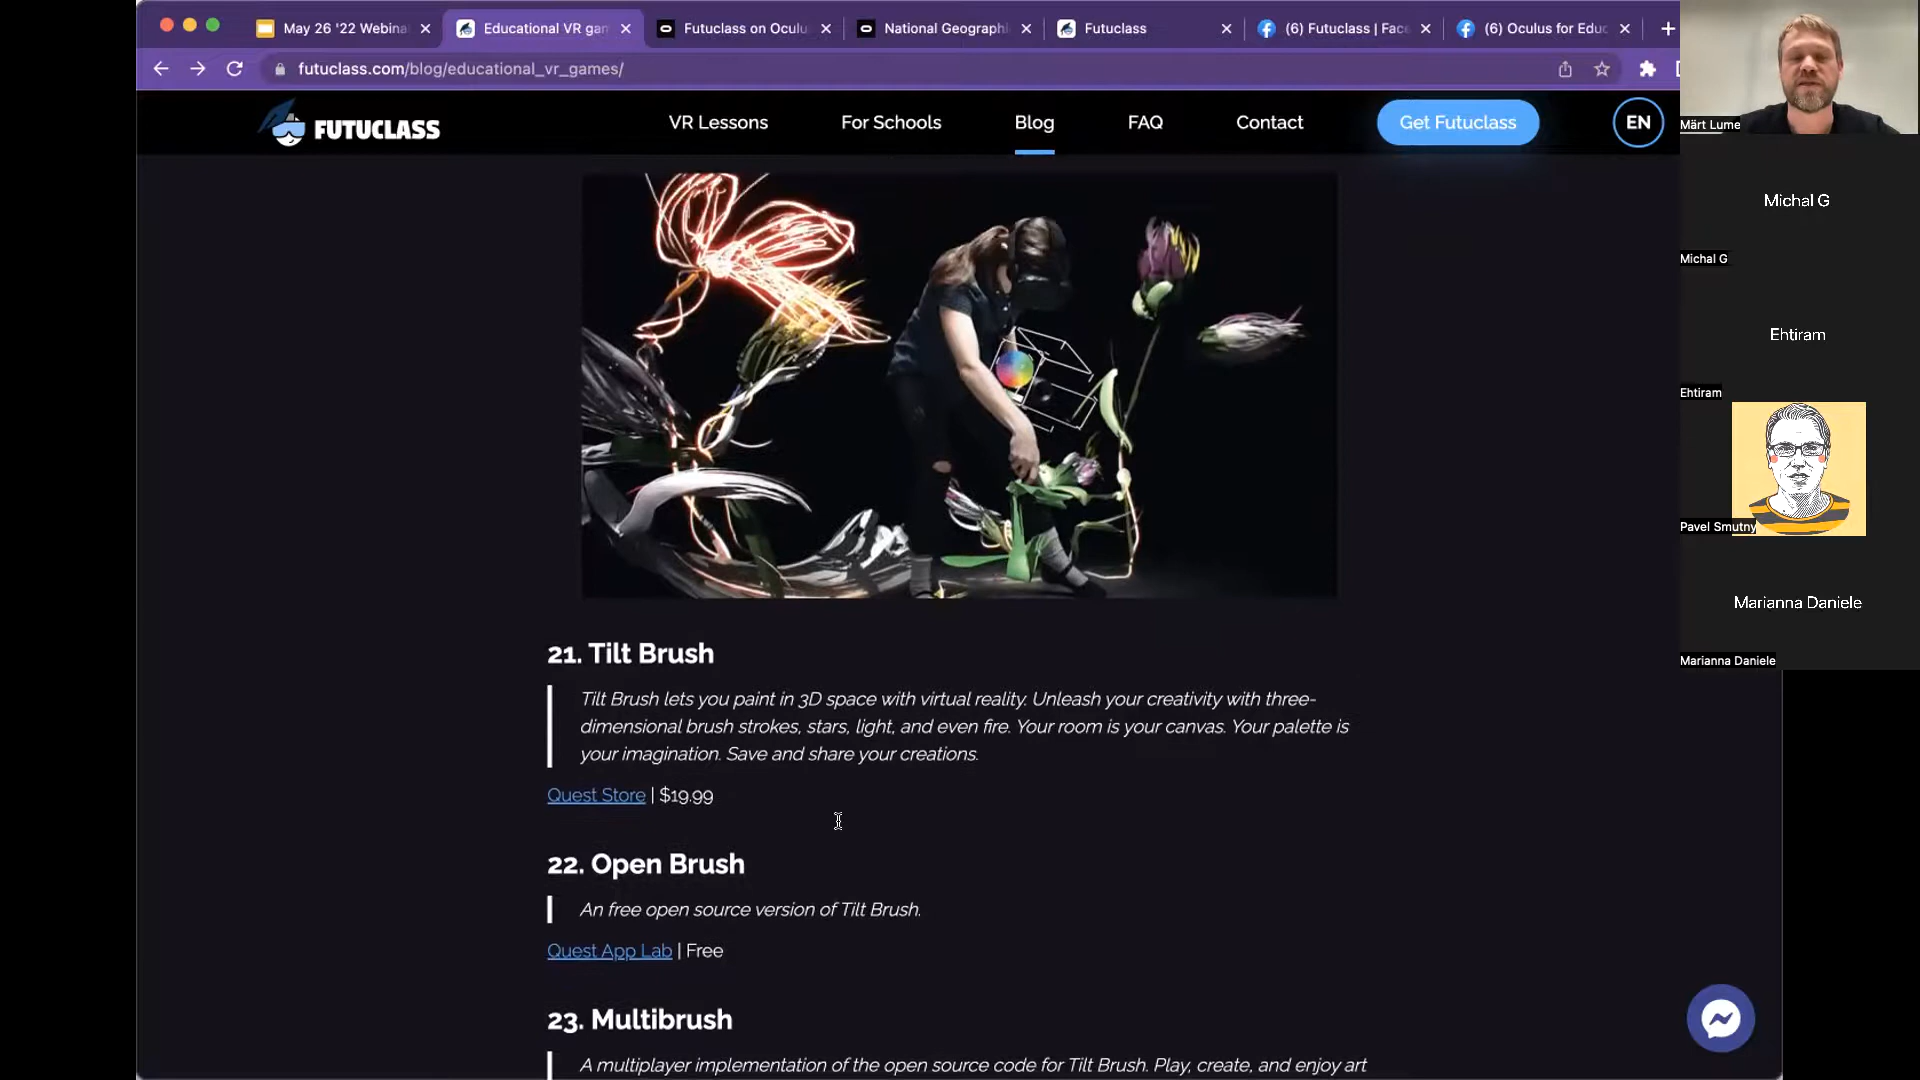 May 26 '22 Webina
Educational VR gam
Futuclass on Oculu
National Geographi
Futuclass
(6) Futuclass | Face
(6) Oculus for Educ
futuclass.com/blog/educational_vr_games/
FUTUCLASS
VR Lessons
For Schools
Blog
FAQ
Contact
Get Futuclass
EN
21. Tilt Brush
Tilt Brush lets you paint in 3D space with virtual reality. Unleash your creativity with three-
dimensional brush strokes, stars, light, and even fire. Your room is your canvas. Your palette is
your imagination. Save and share your creations.
Quest Store | $19.99
22. Open Brush
An free open source version of Tilt Brush.
Quest App Lab | Free
23. Multibrush
A multiplayer implementation of the open source code for Tilt Brush. Play, create, and enjoy art
Märt Lume
Michal G
Michal G
Ehtiram
Ehtiram
Pavel Smutny
Marianna Daniele
Marianna Daniele